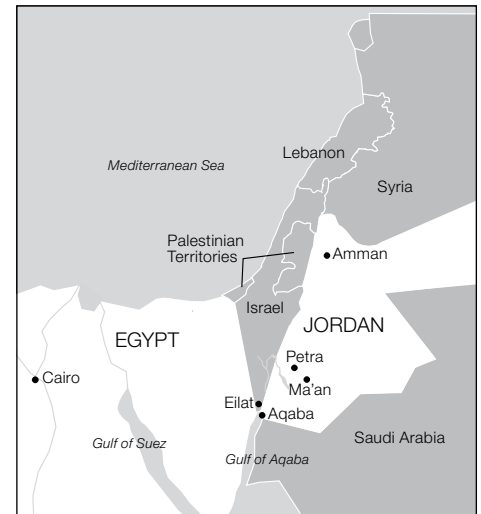 Lebanon
Mediterranean Sea
Syria
Palestinian
Territories
Amman
Israel
EGYPT
JORDAN
Petra
Cairo
Ma'an
Eilat
Aqaba
Gulf of Suez
Saudi Arabia
Gulf of Aqaba